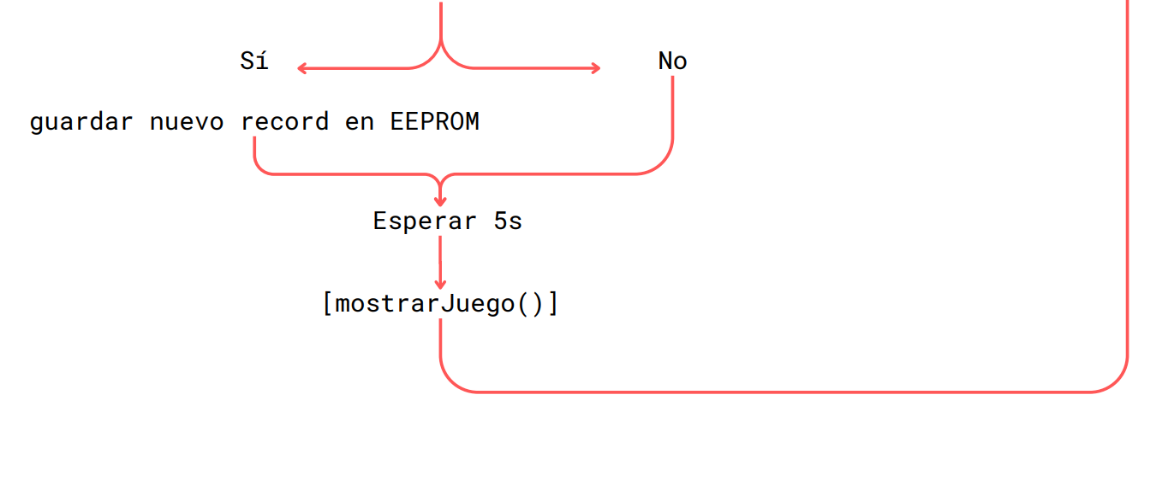 Sí
No
guardar nuevo record en EEPROM
Esperar 5s
[mostrarJuego()]